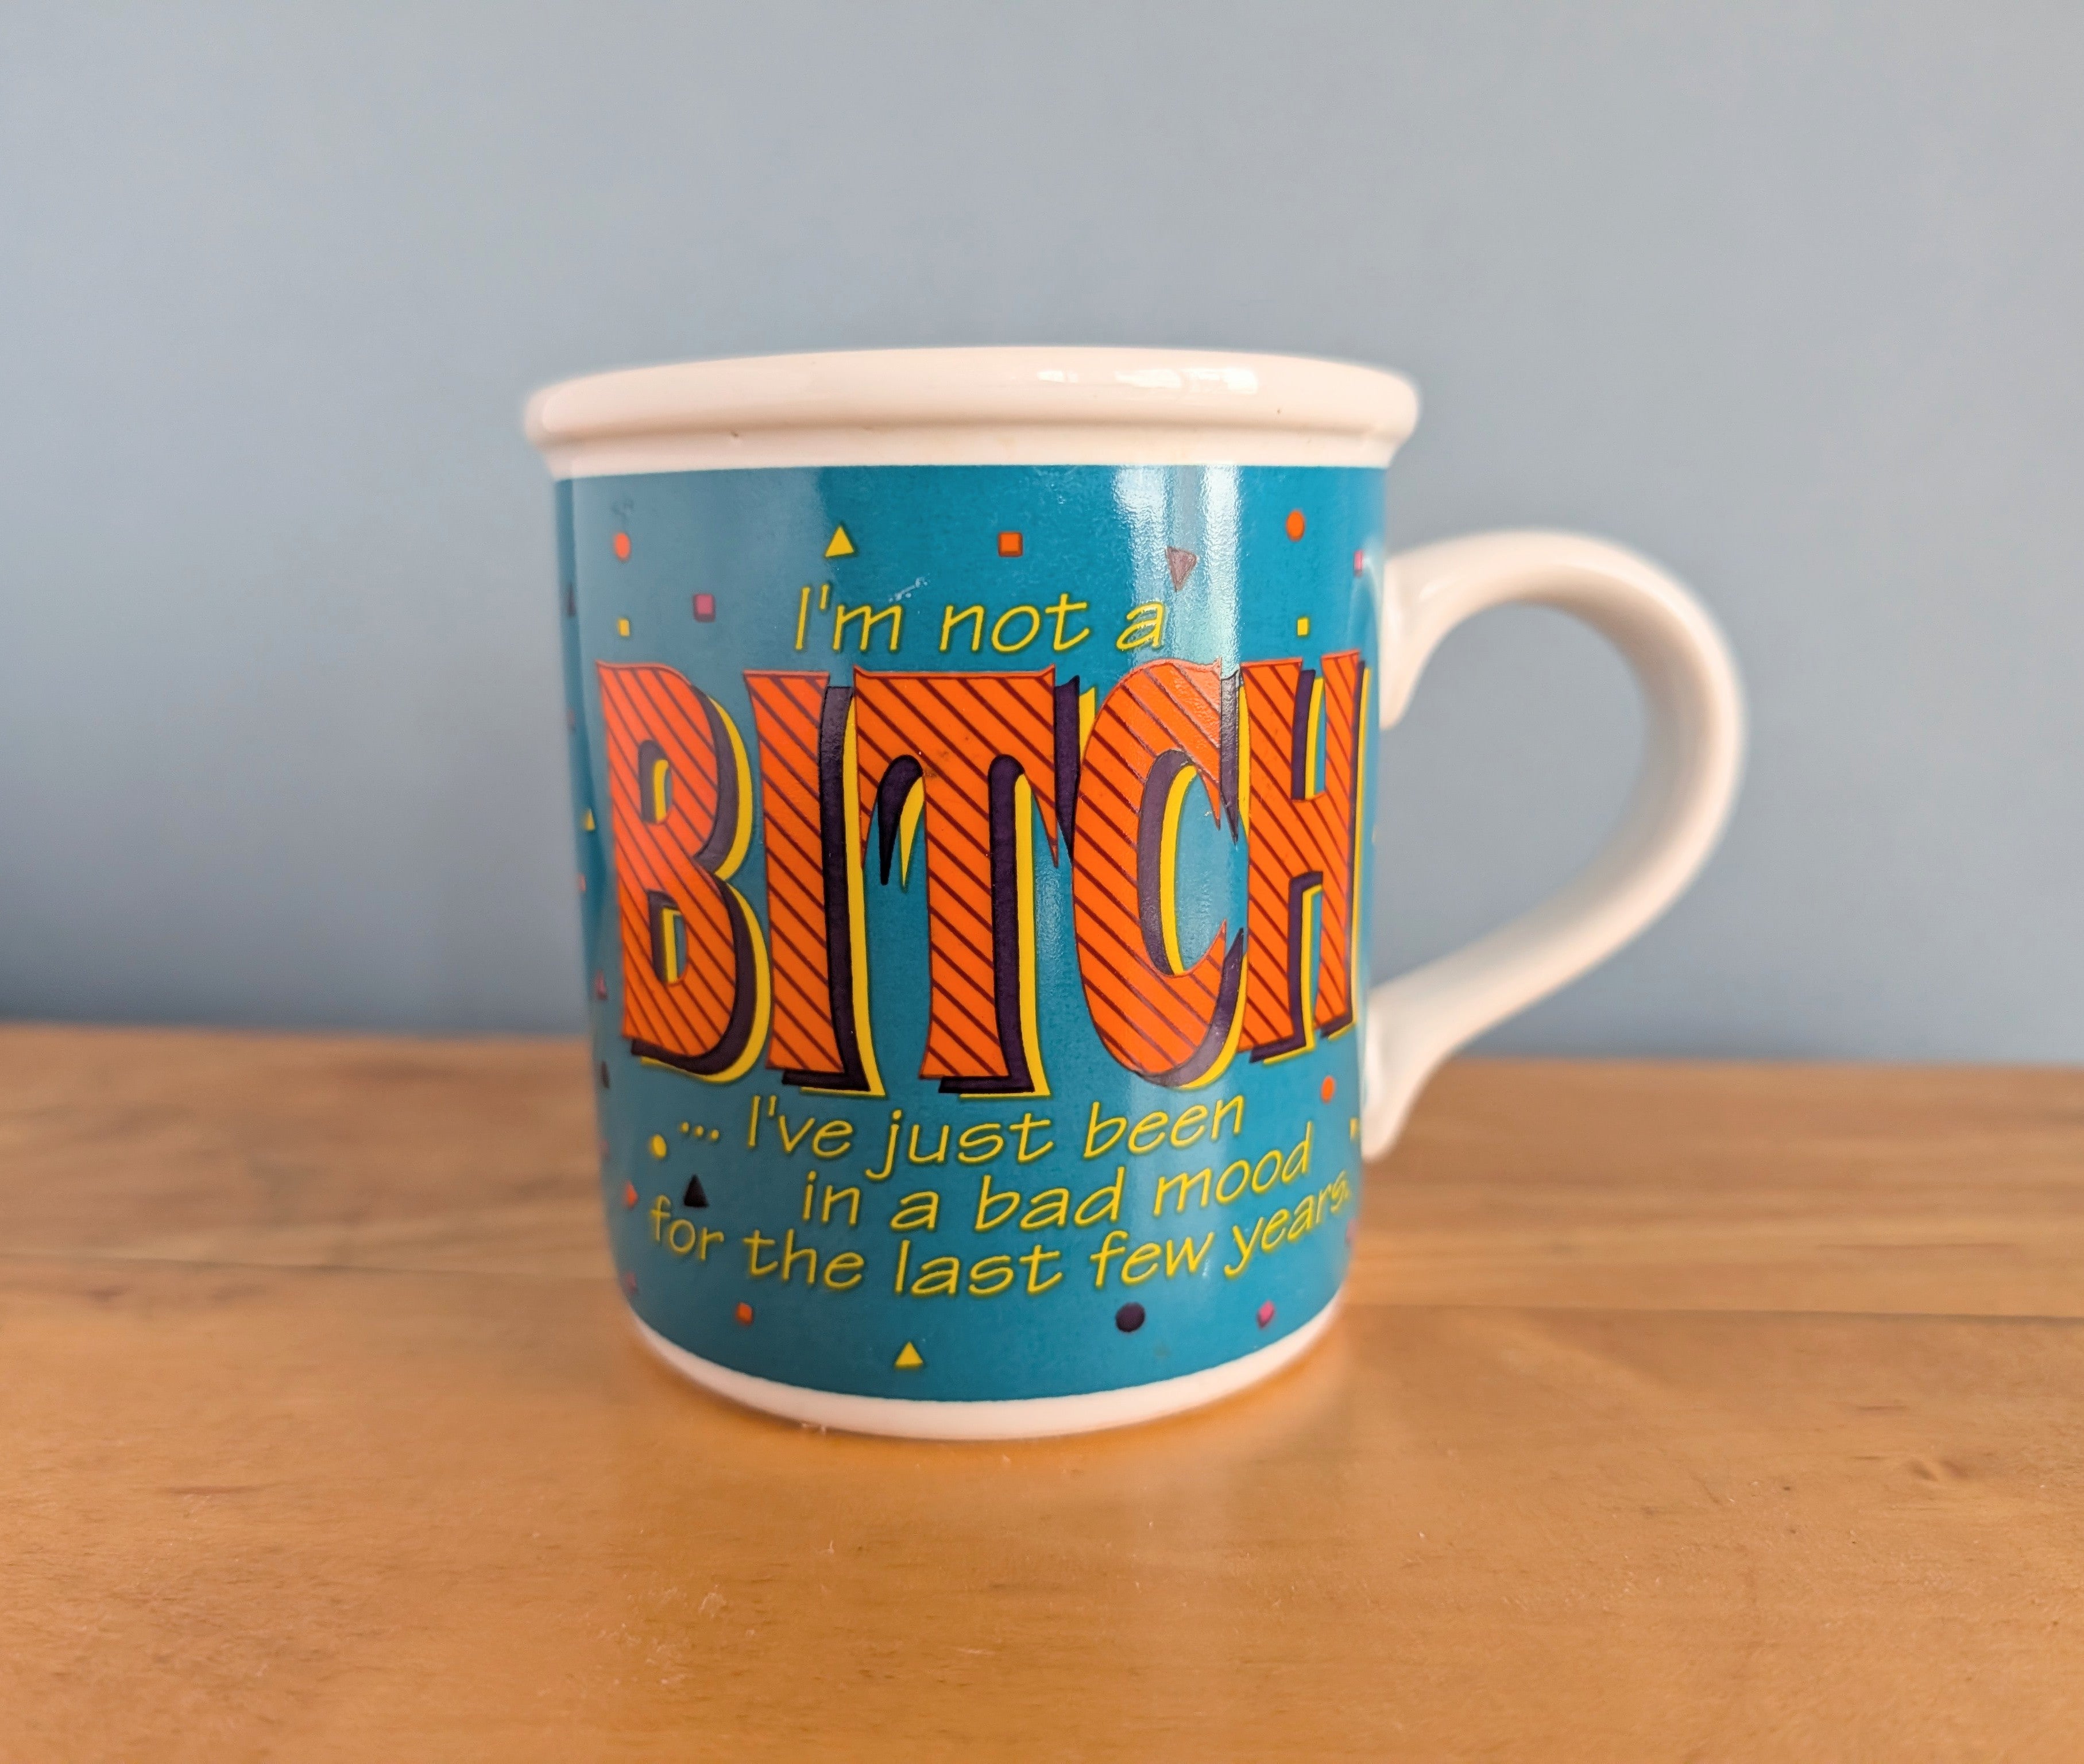 I'm not a
BITCH
... I've just been
in a bad mood
for the last few years.